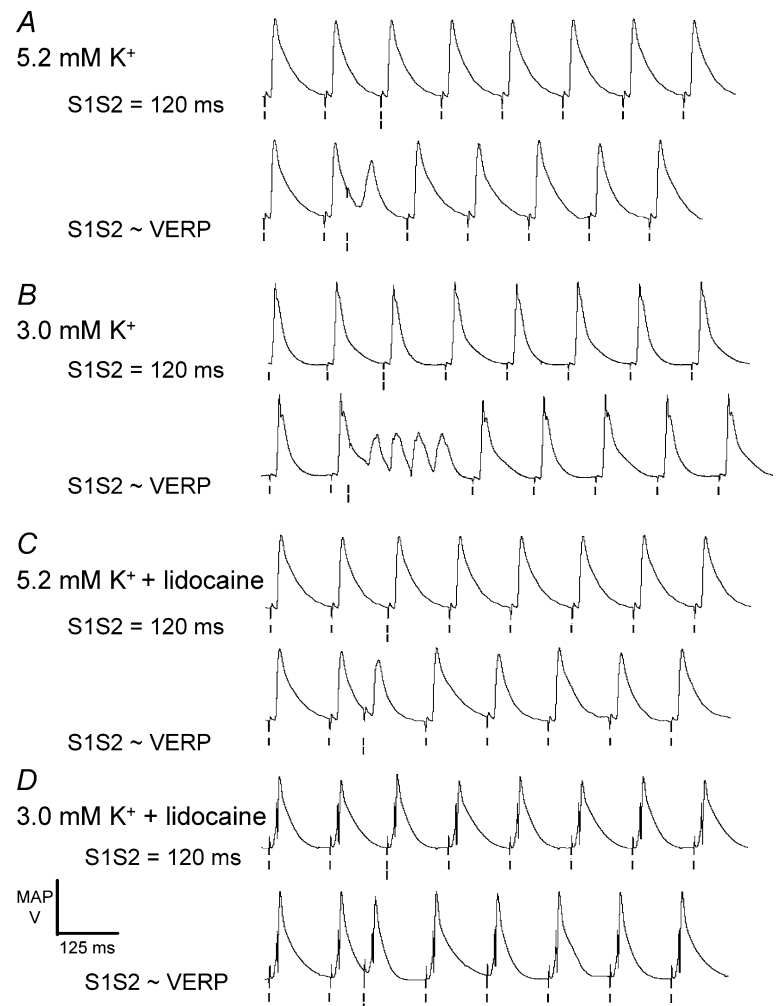 A
5.2 mM K⁺
S1S2 = 120 ms
S1S2 ~ VERP
B
3.0 mM K⁺
S1S2 = 120 ms
S1S2 ~ VERP
C
5.2 mM K⁺ + lidocaine
S1S2 = 120 ms
S1S2 ~ VERP
D
3.0 mM K⁺ + lidocaine
S1S2 = 120 ms
MAP
V
125 ms
S1S2 ~ VERP